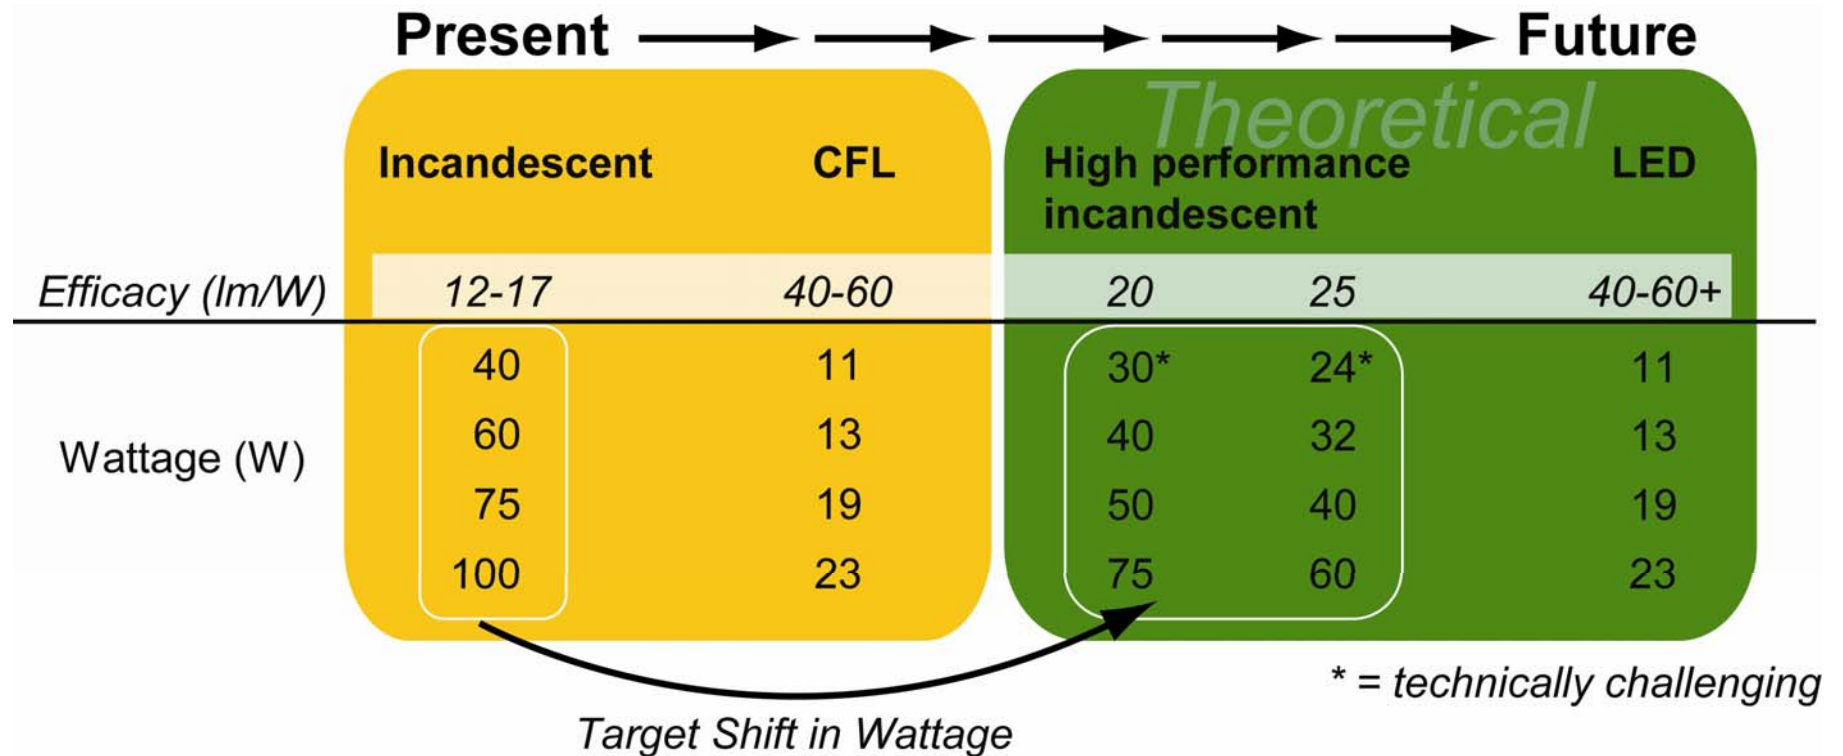 Present Future
Theoretical
Incandescent CFL High performance LED
incandescent
Efficacy (lm/W) 12-17 40-60 20 25 40-60+
40 11 30* 24* 11
60 13 40 32 13
Wattage (W)
75 19 50 40 19
100 23 75 60 23
* = technically challenging
Target Shift in Wattage